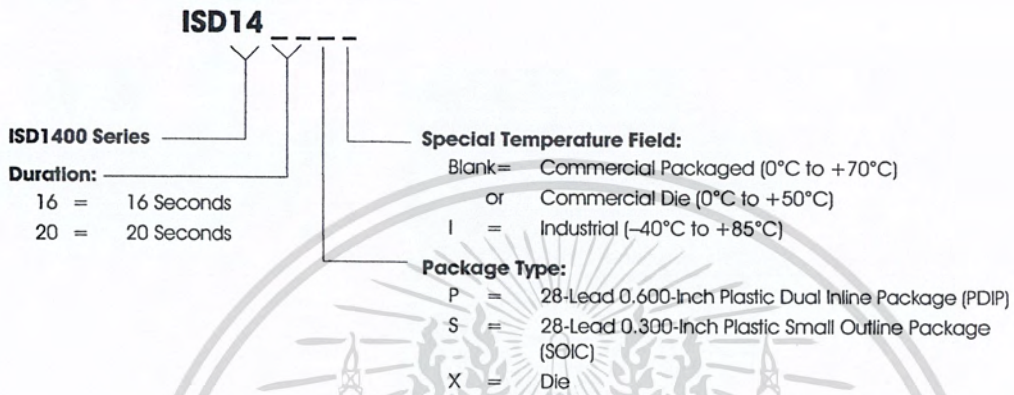 ISD14 _ _ _ _
ISD1400 Series
Duration:
16 = 16 Seconds
20 = 20 Seconds
Special Temperature Field:
Blank= Commercial Packaged (0°C to +70°C)
or Commercial Die (0°C to +50°C)
I = Industrial (–40°C to +85°C)
Package Type:
P = 28-Lead 0.600-Inch Plastic Dual Inline Package (PDIP)
S = 28-Lead 0.300-Inch Plastic Small Outline Package
(SOIC)
X = Die